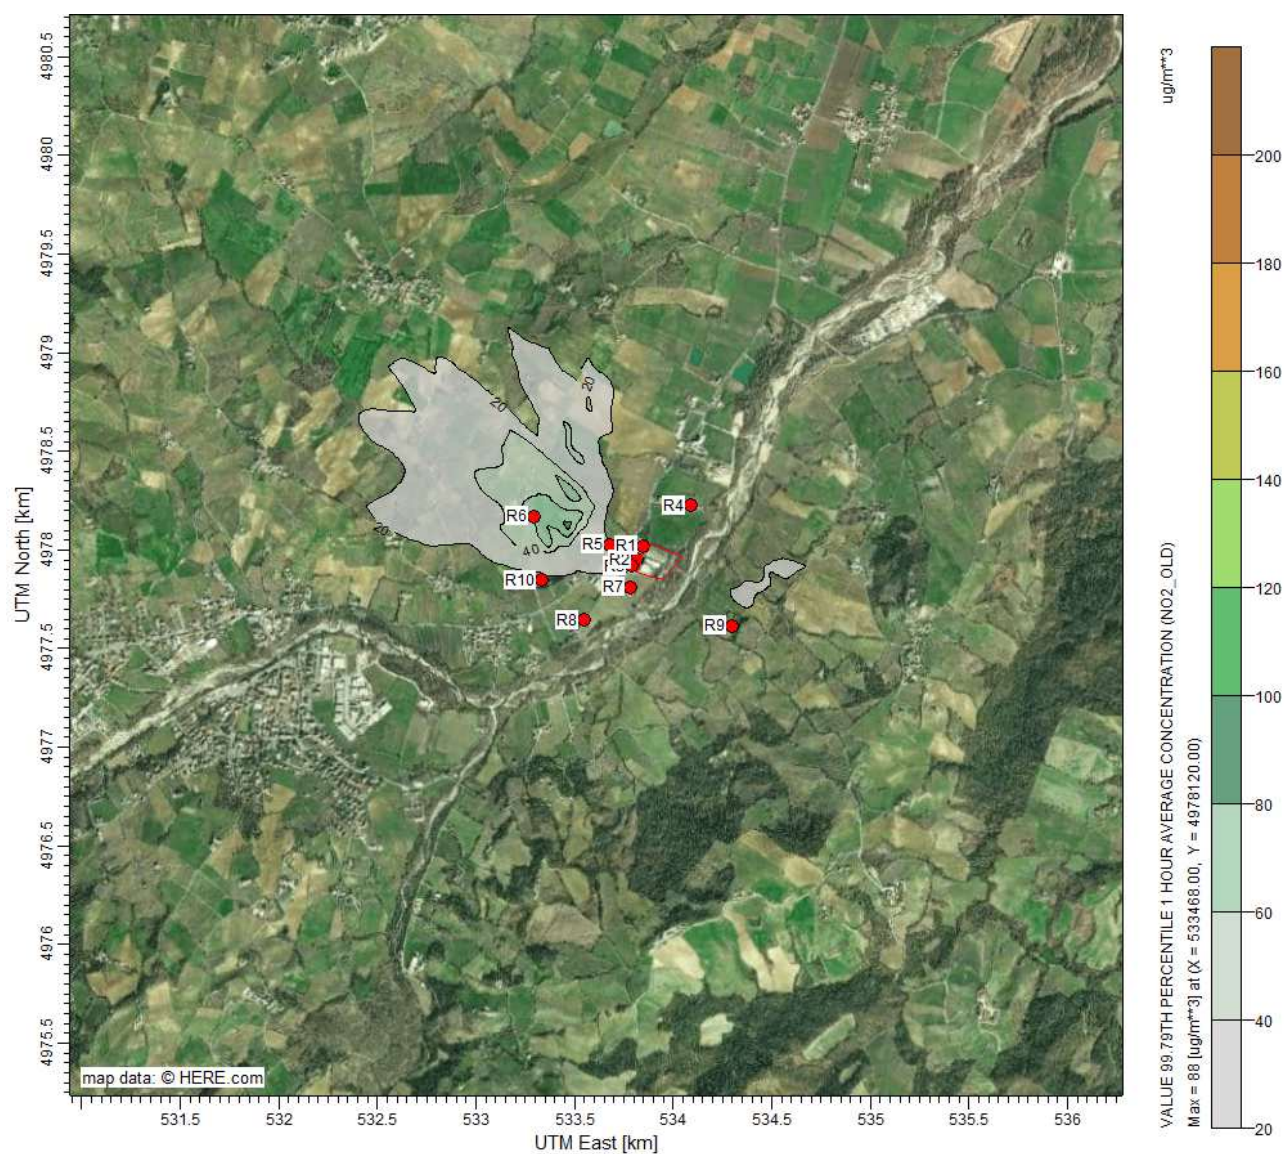 ug/m**3
4980.5
4980
4979.5
4979
4978.5
4978
4977.5
4977
4976.5
4976
4975.5
UTM North [km]
20
20
20
40
R6
R4
R5
R1
R2
R10
R7
R8
R9
map data: © HERE.com
531.5
532
532.5
533
533.5
534
534.5
535
535.5
536
UTM East [km]
VALUE 99.79TH PERCENTILE 1 HOUR AVERAGE CONCENTRATION (NO2_OLD)
Max = 88 [ug/m**3] at (X = 533468.00, Y = 4978120.00)
200
180
160
140
120
100
80
60
40
20